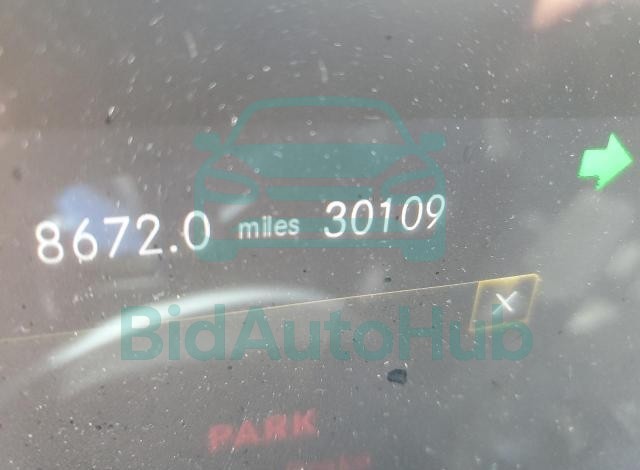 8672.0 miles 30109
X
BidAutoHub
PARK